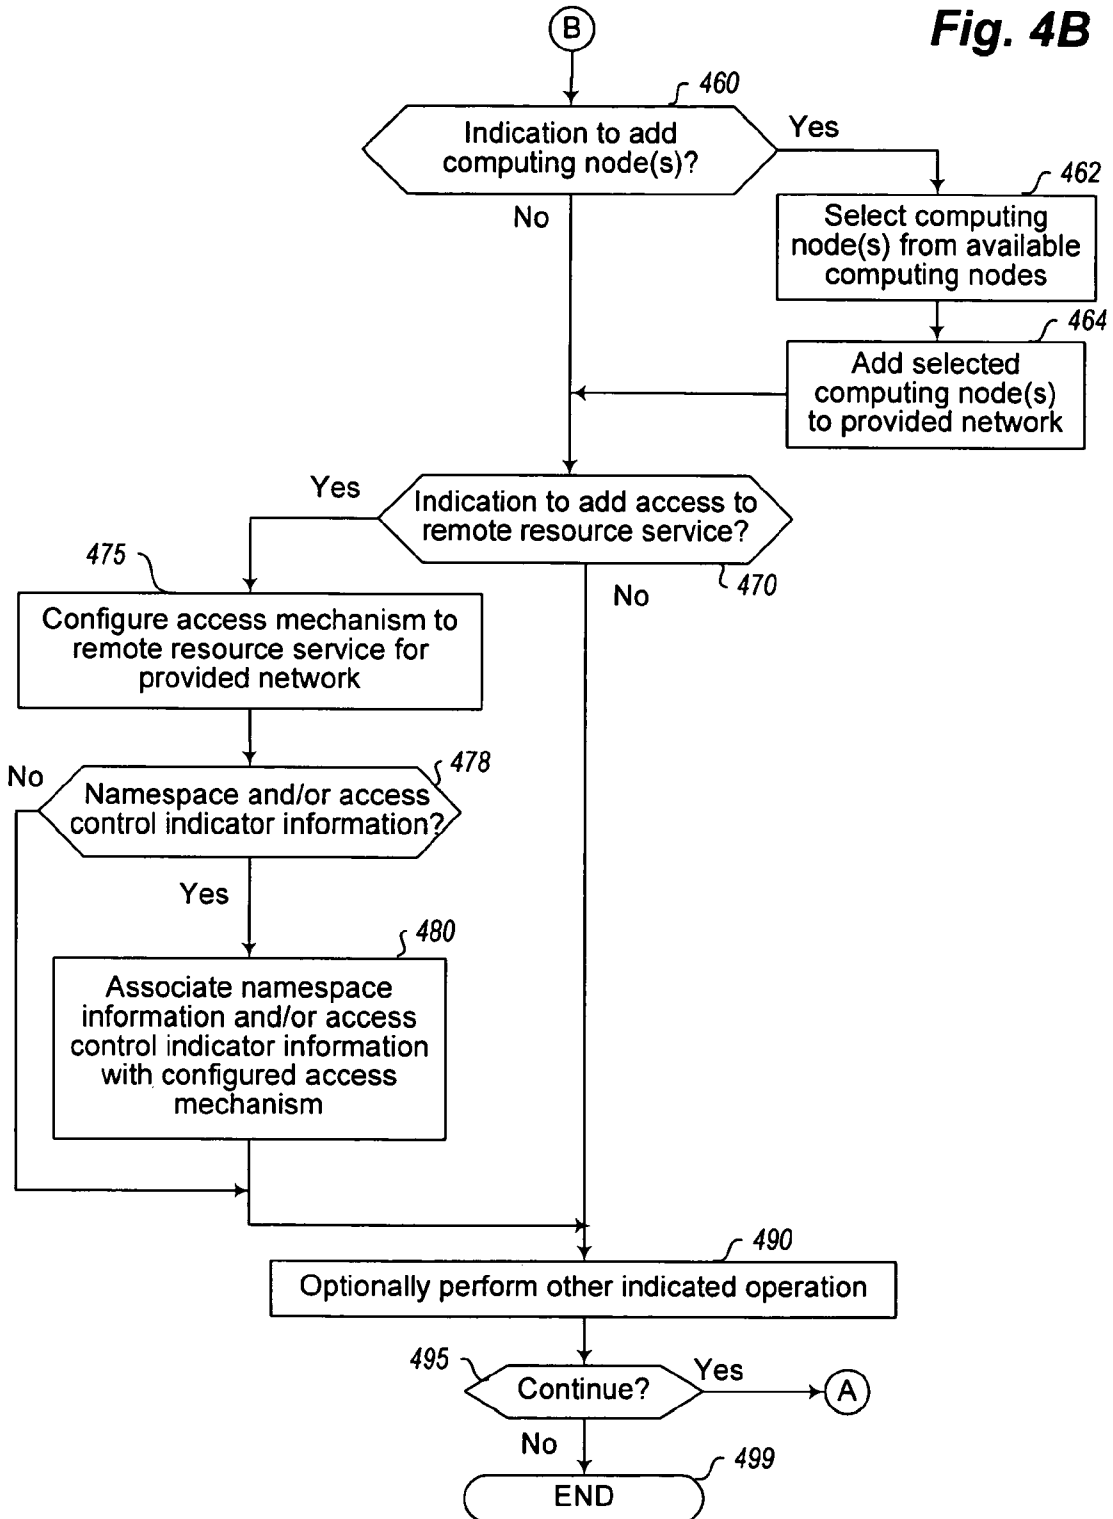 Fig. 4B
B
460
Indication to add
computing node(s)?
Yes
No
462
Select computing
node(s) from available
computing nodes
464
Add selected
computing node(s)
to provided network
Yes
Indication to add access to
remote resource service?
470
No
475
Configure access mechanism to
remote resource service for
provided network
No
478
Namespace and/or access
control indicator information?
Yes
480
Associate namespace
information and/or access
control indicator information
with configured access
mechanism
490
Optionally perform other indicated operation
495
Continue?
Yes
A
No
499
END